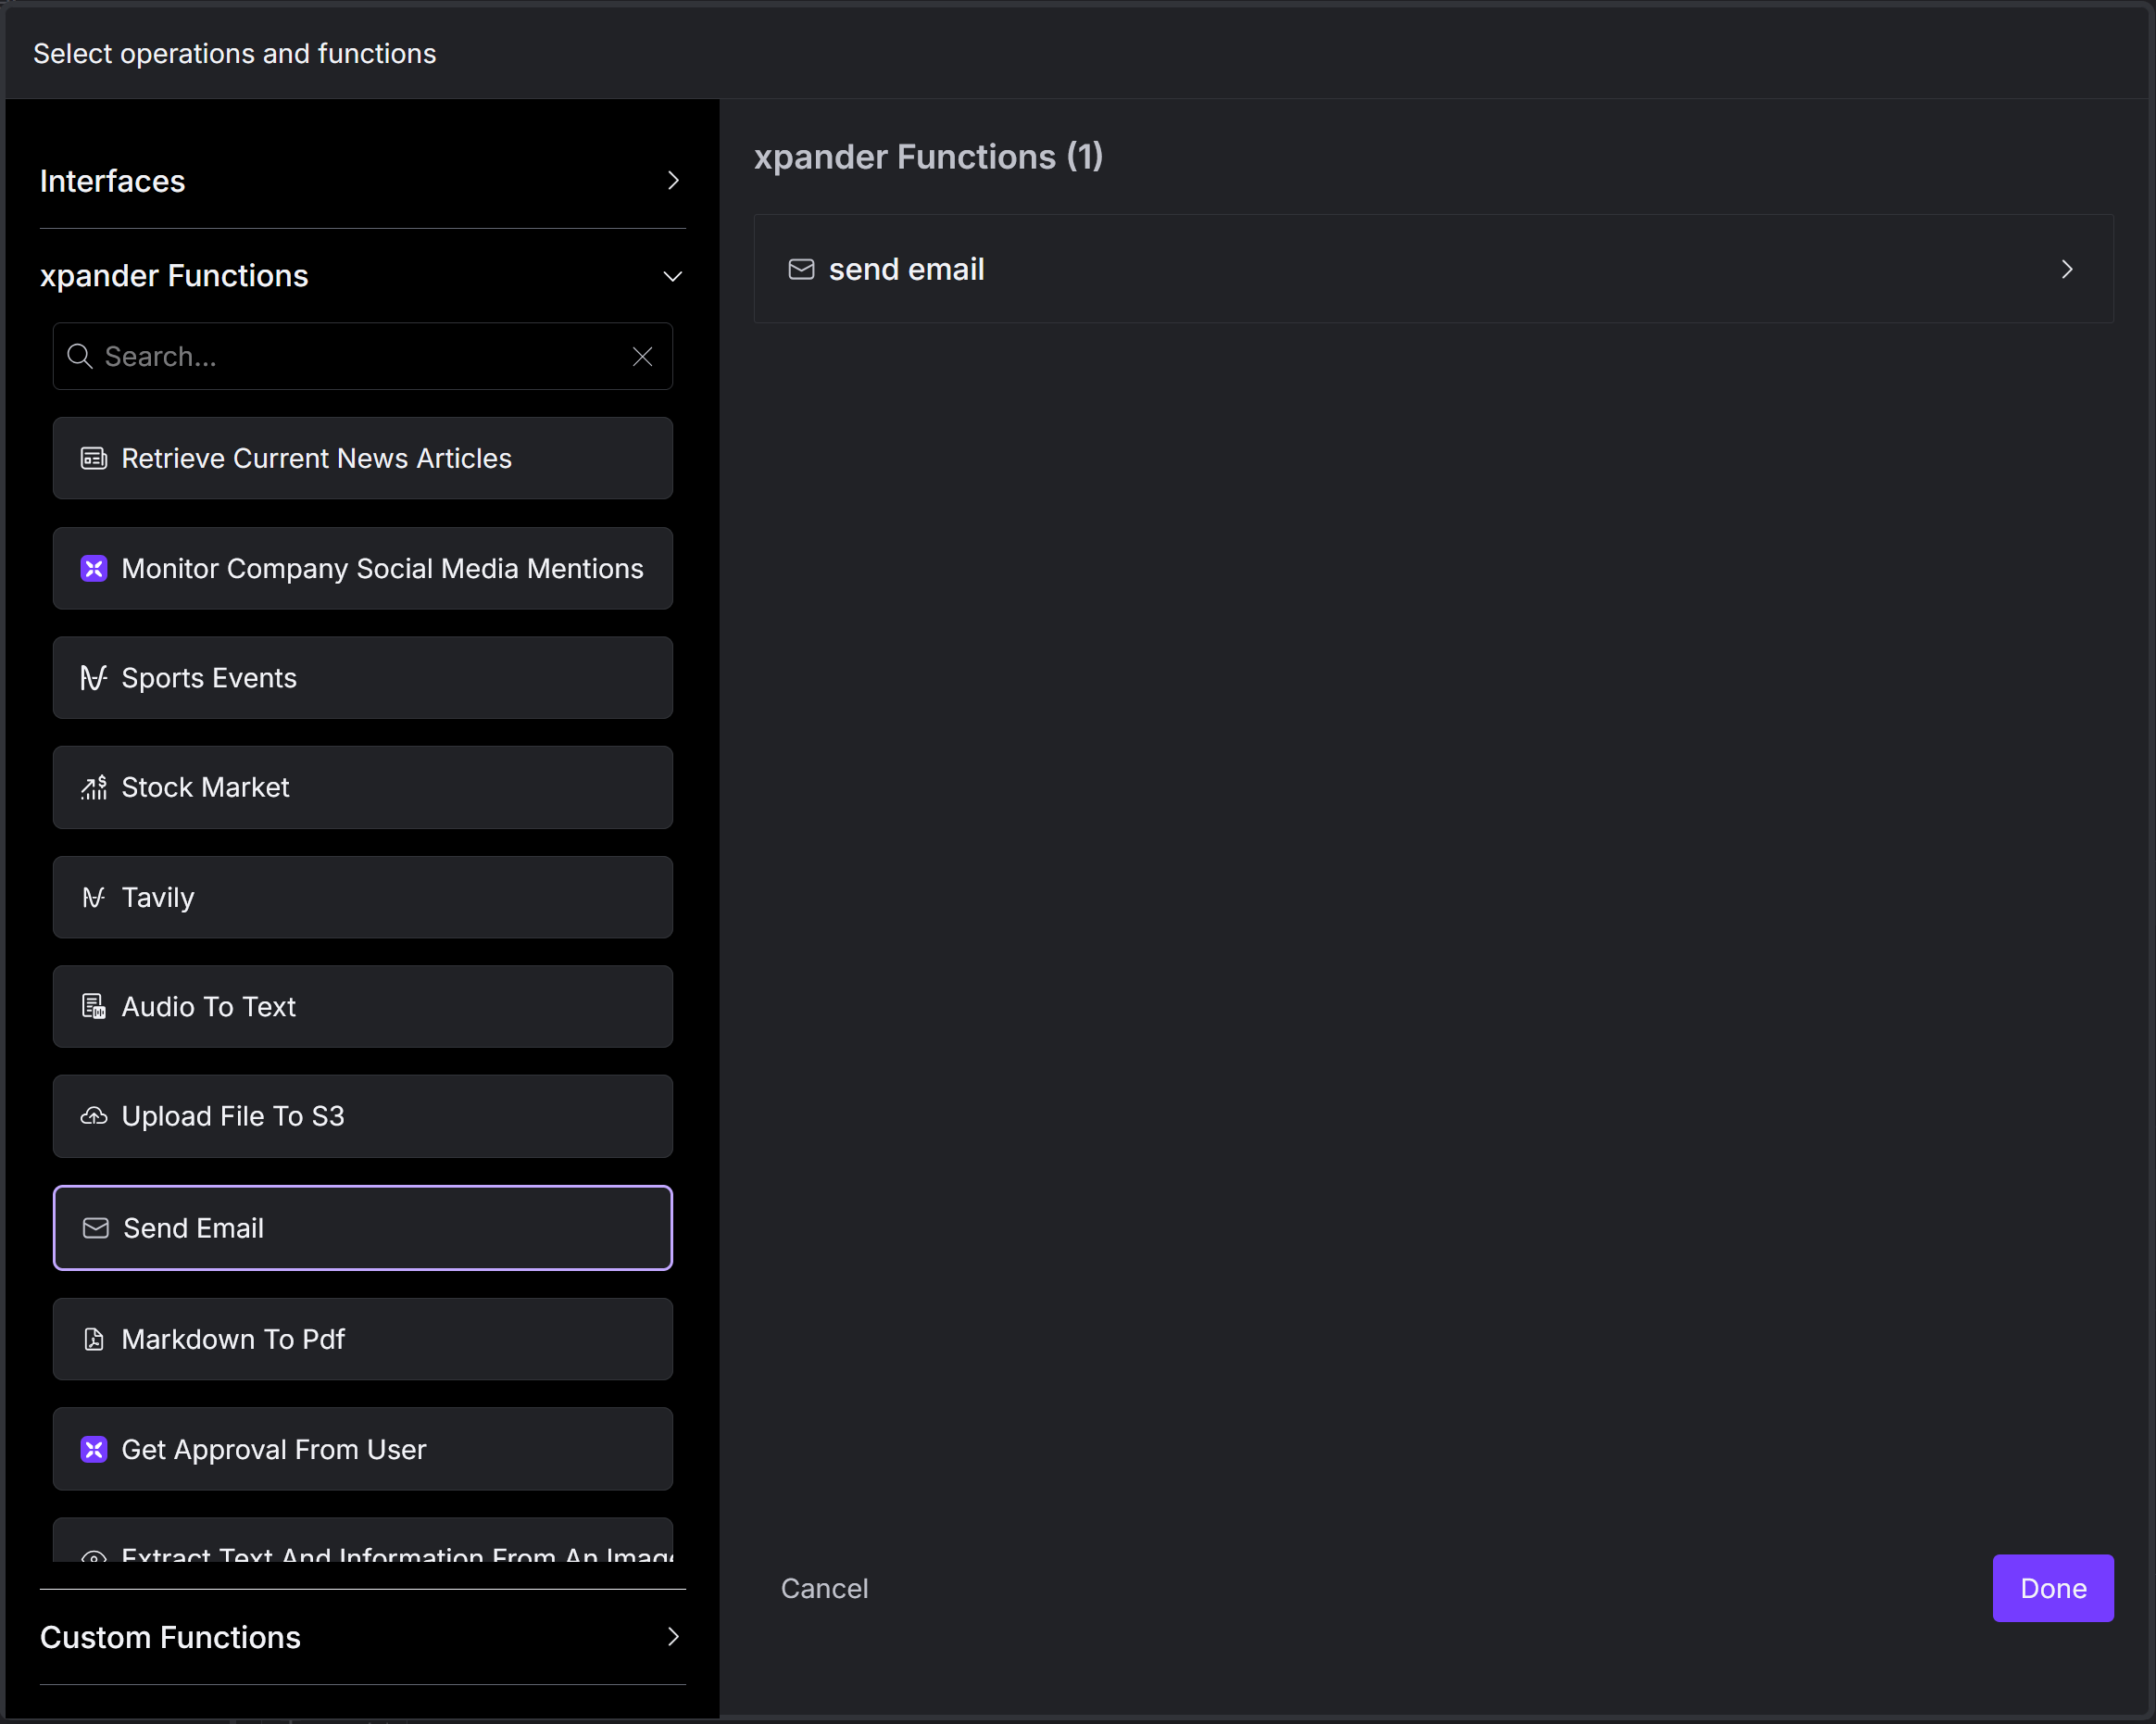 Select operations and functions
Interfaces
xpander Functions
Search...
Retrieve Current News Articles
Monitor Company Social Media Mentions
Sports Events
Stock Market
Tavily
Audio To Text
Upload File To S3
Send Email
Markdown To Pdf
Get Approval From User
Extract Text And Information From An Image
Custom Functions
xpander Functions (1)
send email
Cancel
Done